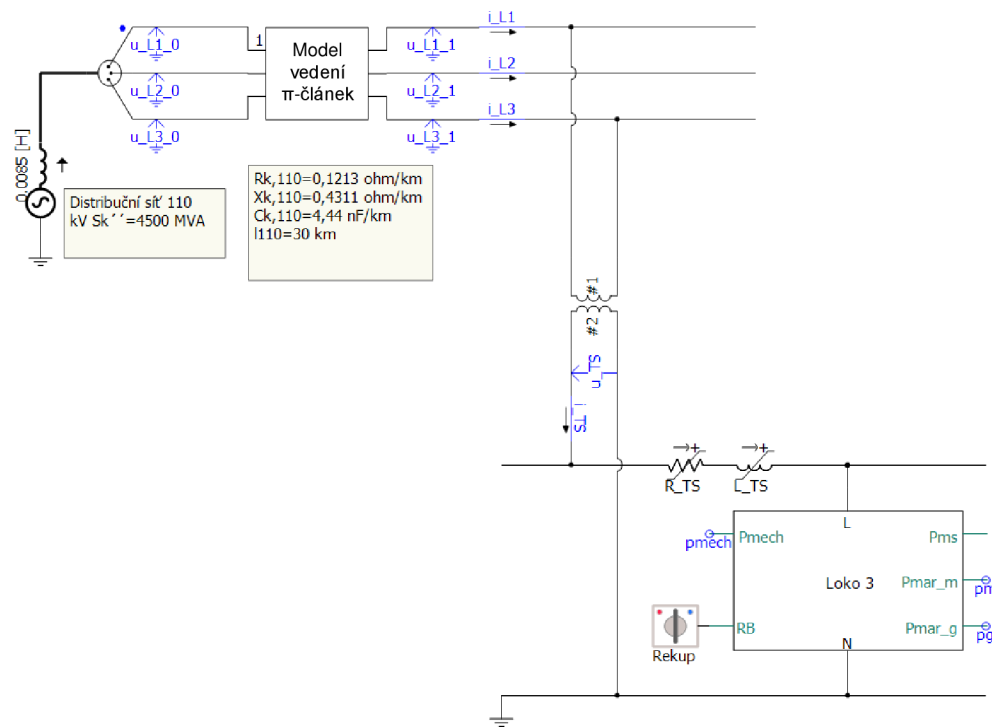 i_L1
u_L1_0
1
Model
vedení
π-článek
u_L1_1
i_L2
u_L2_0
u_L2_1
i_L3
u_L3_0
u_L3_1
0.0085 [H]
Distribuční síť 110
kV Sk´´=4500 MVA
Rk,110=0,1213 ohm/km
Xk,110=0,4311 ohm/km
Ck,110=4,44 nF/km
l110=30 km
#1
#2
u_TS
i_TS
R_TS
L_TS
L
pmech
Pmech
Pms
Loko 3
Pmar_m
pm
RB
Pmar_g
pg
N
Rekup